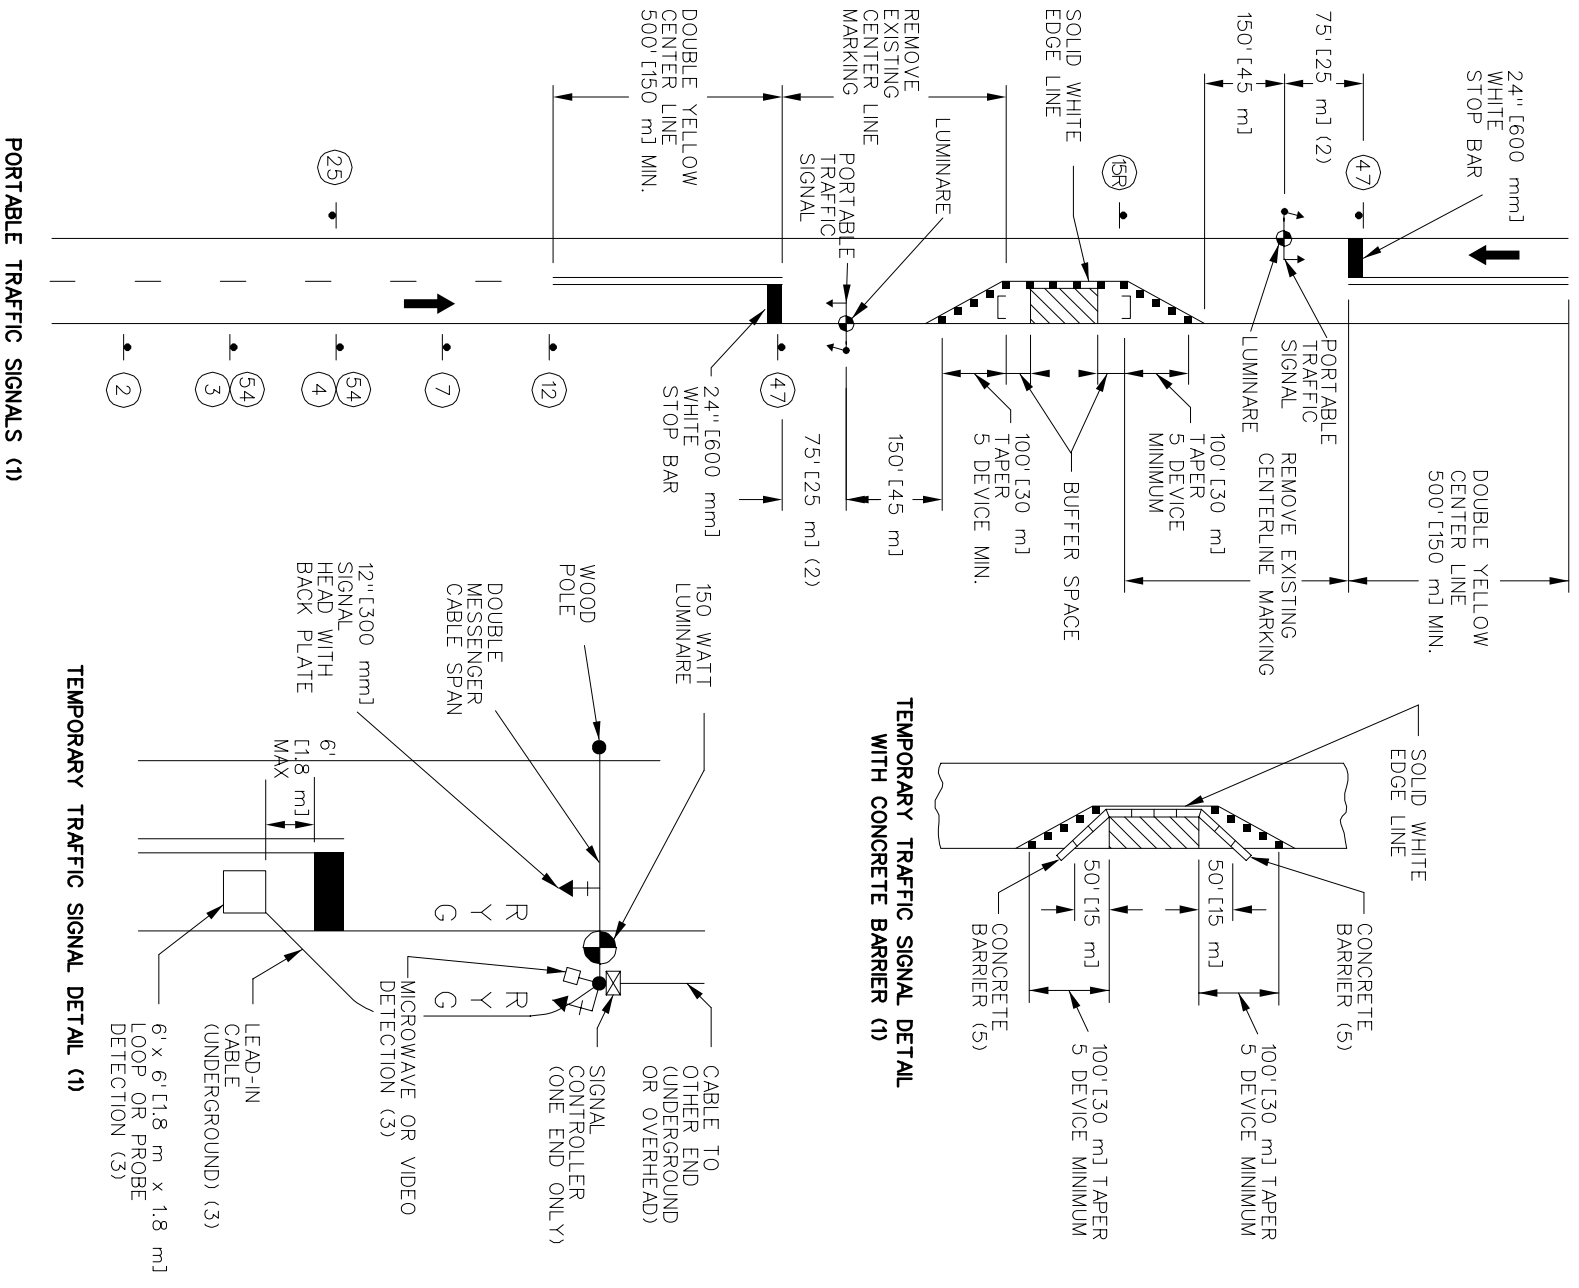 24" [600 mm]
WHITE
STOP BAR
75' [25 m] (2)
150' [45 m]
SOLID WHITE
EDGE LINE
REMOVE
EXISTING
CENTER LINE
MARKING
DOUBLE YELLOW
CENTER LINE
500' [150 m] MIN.
LUMINARE
PORTABLE
TRAFFIC
SIGNAL
47
15R
25
2
3
54
4
54
7
12
47
PORTABLE
TRAFFIC
SIGNAL
LUMINARE
REMOVE EXISTING
CENTERLINE MARKING
DOUBLE YELLOW
CENTER LINE
500' [150 m] MIN.
100' [30 m]
TAPER
5 DEVICE
MINIMUM
BUFFER SPACE
100' [30 m]
TAPER
5 DEVICE MIN.
150' [45 m]
75' [25 m] (2)
24" [600 mm]
WHITE
STOP BAR
PORTABLE TRAFFIC SIGNALS (1)
SOLID WHITE
EDGE LINE
CONCRETE
BARRIER (5)
50' [15 m]
50' [15 m]
CONCRETE
BARRIER (5)
100' [30 m] TAPER
5 DEVICE MINIMUM
100' [30 m] TAPER
5 DEVICE MINIMUM
TEMPORARY TRAFFIC SIGNAL DETAIL
WITH CONCRETE BARRIER (1)
150 WATT
LUMINAIRE
WOOD
POLE
DOUBLE
MESSENGER
CABLE SPAN
12" [300 mm]
SIGNAL
HEAD WITH
BACK PLATE
6'
[1.8 m]
MAX
R
Y
G
R
Y
G
CABLE TO
OTHER END
(UNDERGROUND
OR OVERHEAD)
SIGNAL
CONTROLLER
(ONE END ONLY)
MICROWAVE OR VIDEO
DETECTION (3)
LEAD-IN
CABLE
(UNDERGROUND) (3)
6' x 6' [1.8 m x 1.8 m]
LOOP OR PROBE
DETECTION (3)
TEMPORARY TRAFFIC SIGNAL DETAIL (1)